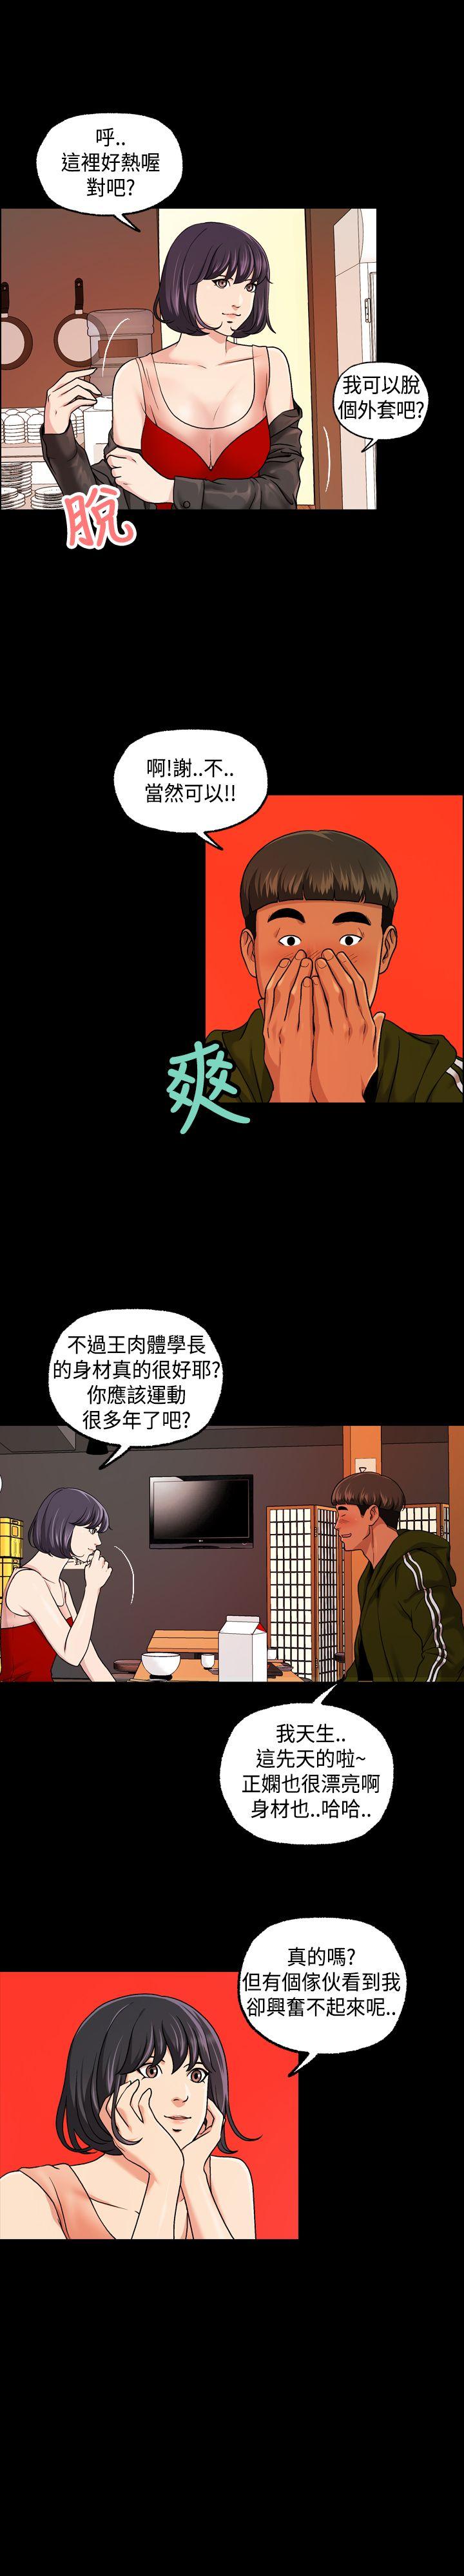 呼..
這裡好熱喔
對吧?
我可以脫
個外套吧?
脫
啊!謝..不..
當然可以!!
爽
不過王肉體學長
的身材真的很好耶?
你應該運動
很多年了吧?
我天生..
這先天的啦~
正嫻也很漂亮啊
身材也..哈哈..
真的嗎?
但有個傢伙看到我
卻興奮不起來呢..